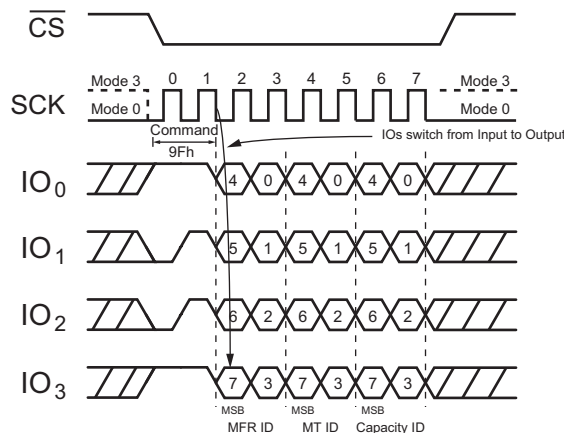 CS
0 1 2 3 4 5 6 7
Mode 3 Mode 3
SCK
Mode 0 Mode 0
Command
IOs switch from Input to Output
9Fh
IO0 4 0 4 0 4 0
IO1 5 1 5 1 5 1
IO2 6 2 6 2 6 2
IO3 7 3 7 3 7 3
MSB MSB MSB
MFR ID MT ID Capacity ID